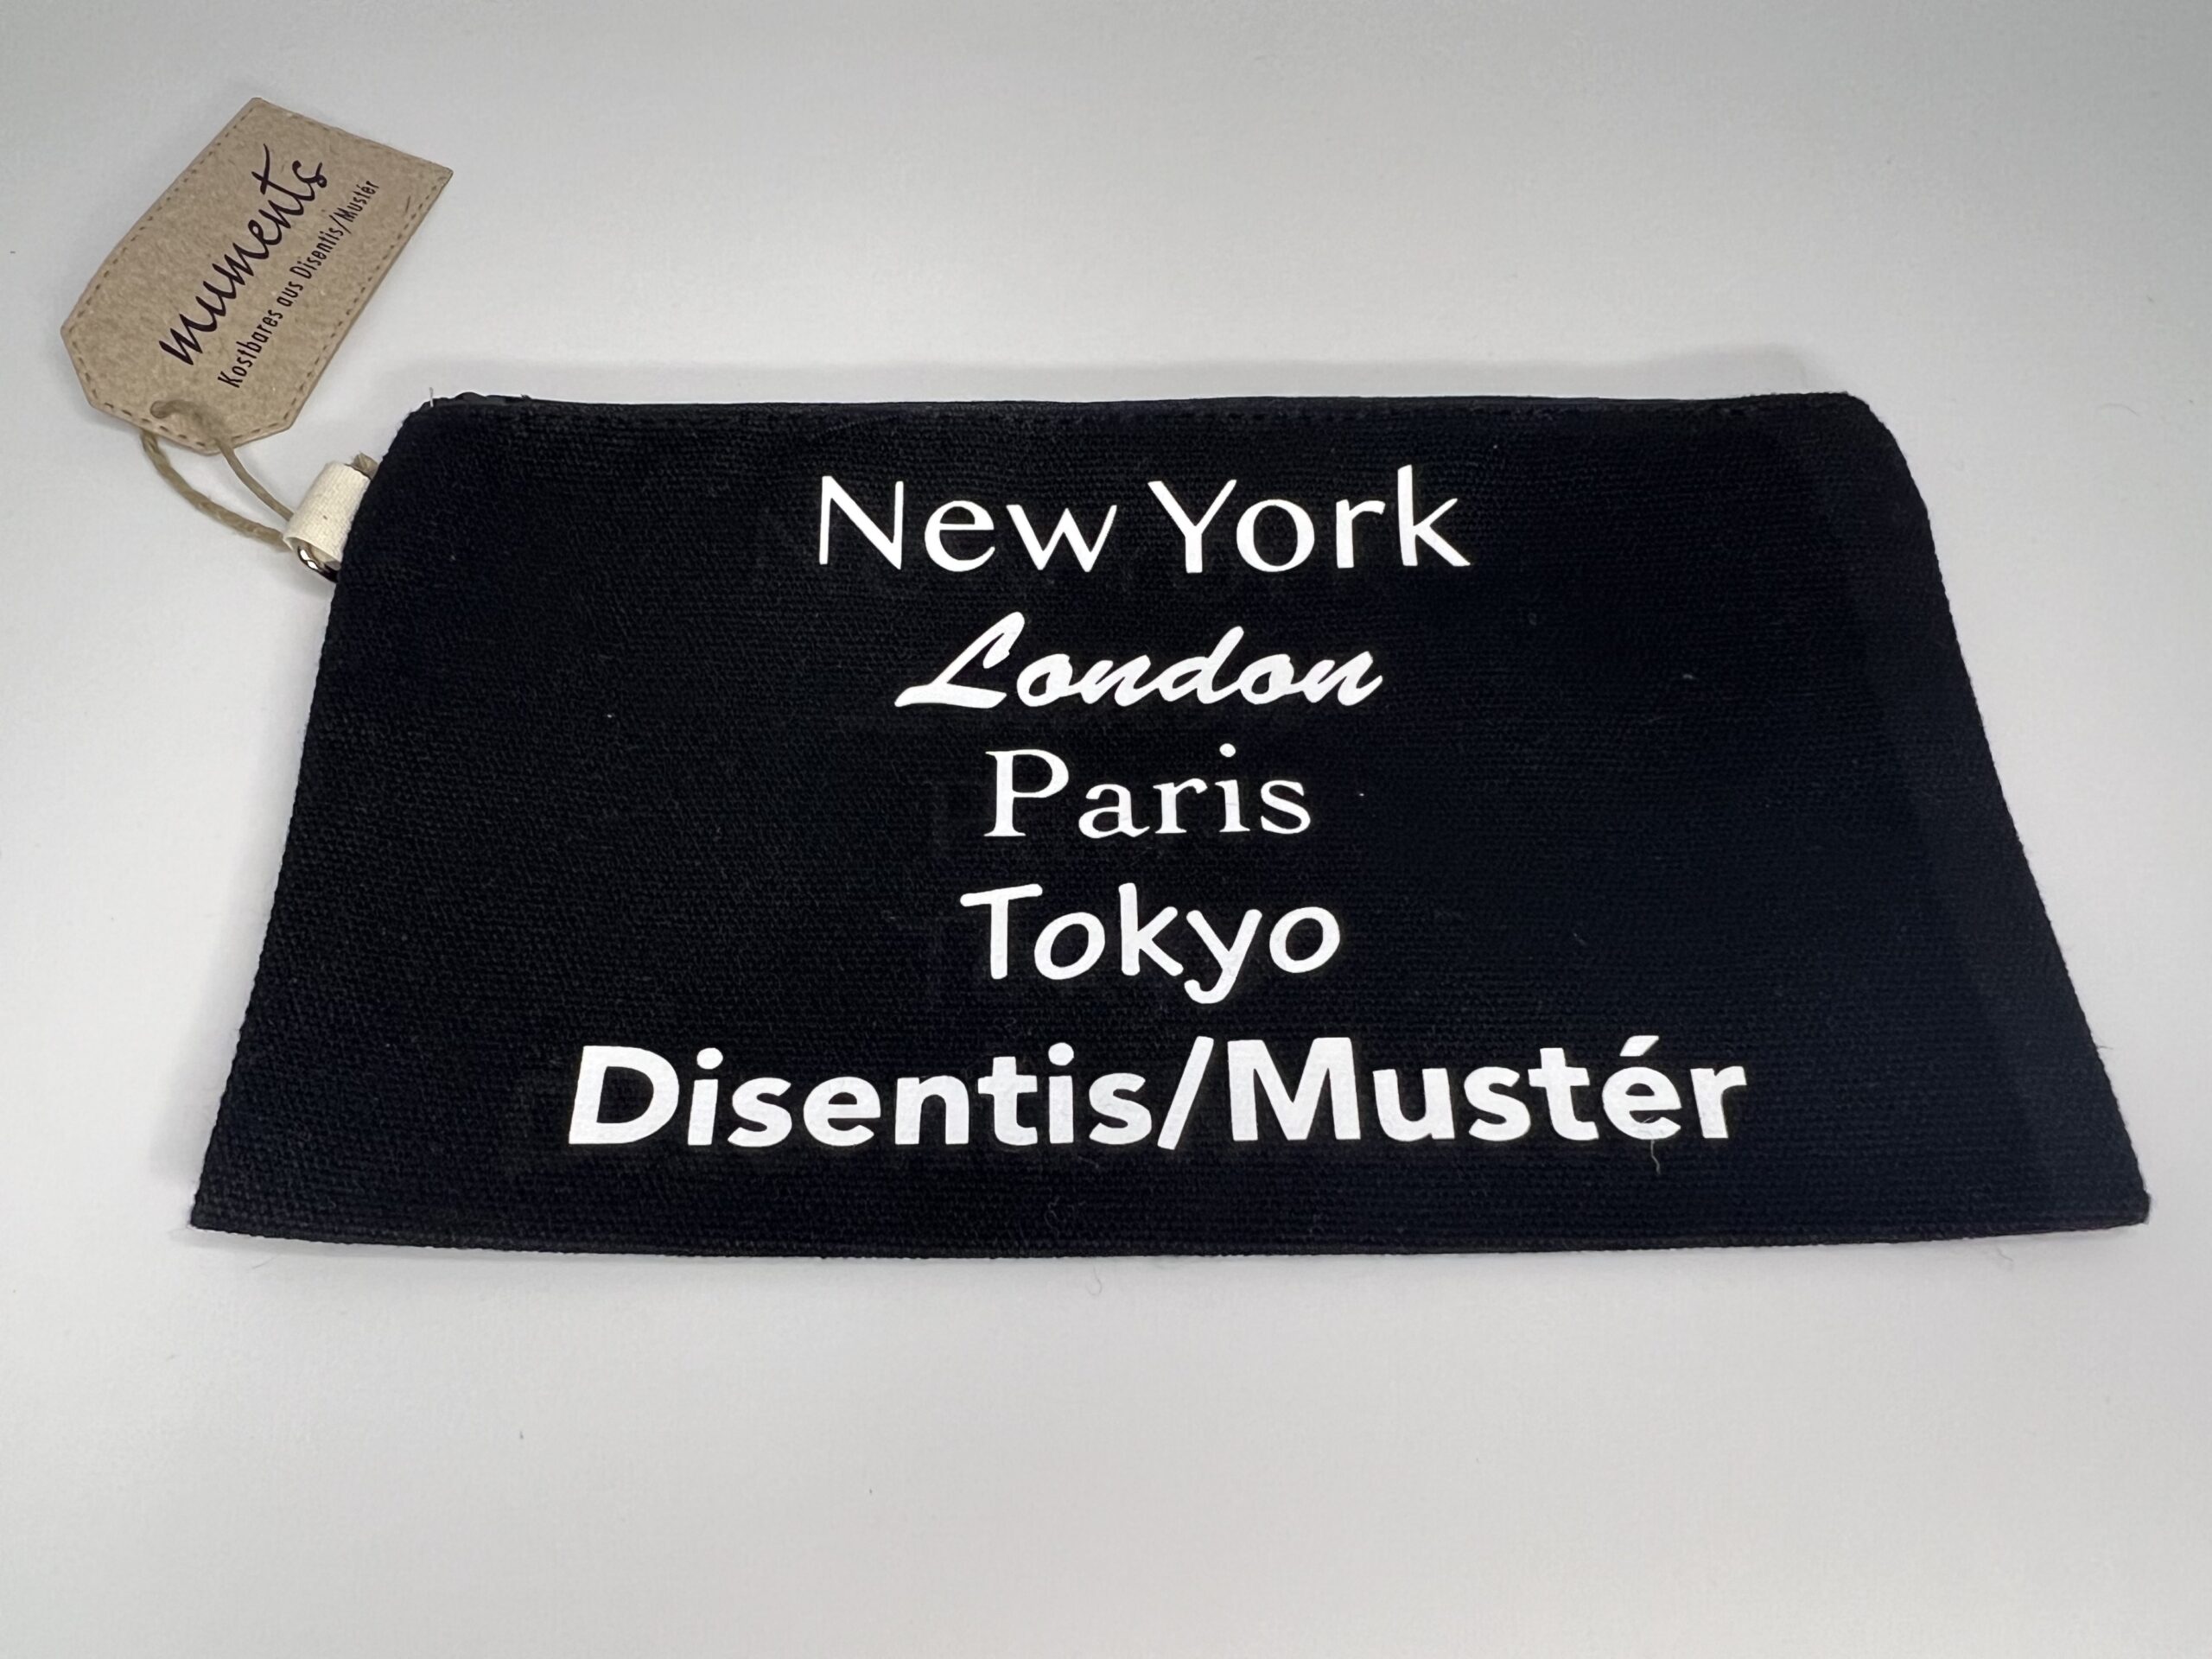 muments
Kostbares aus Disentis/Mustér
New York
London
Paris
Tokyo
Disentis/Mustér